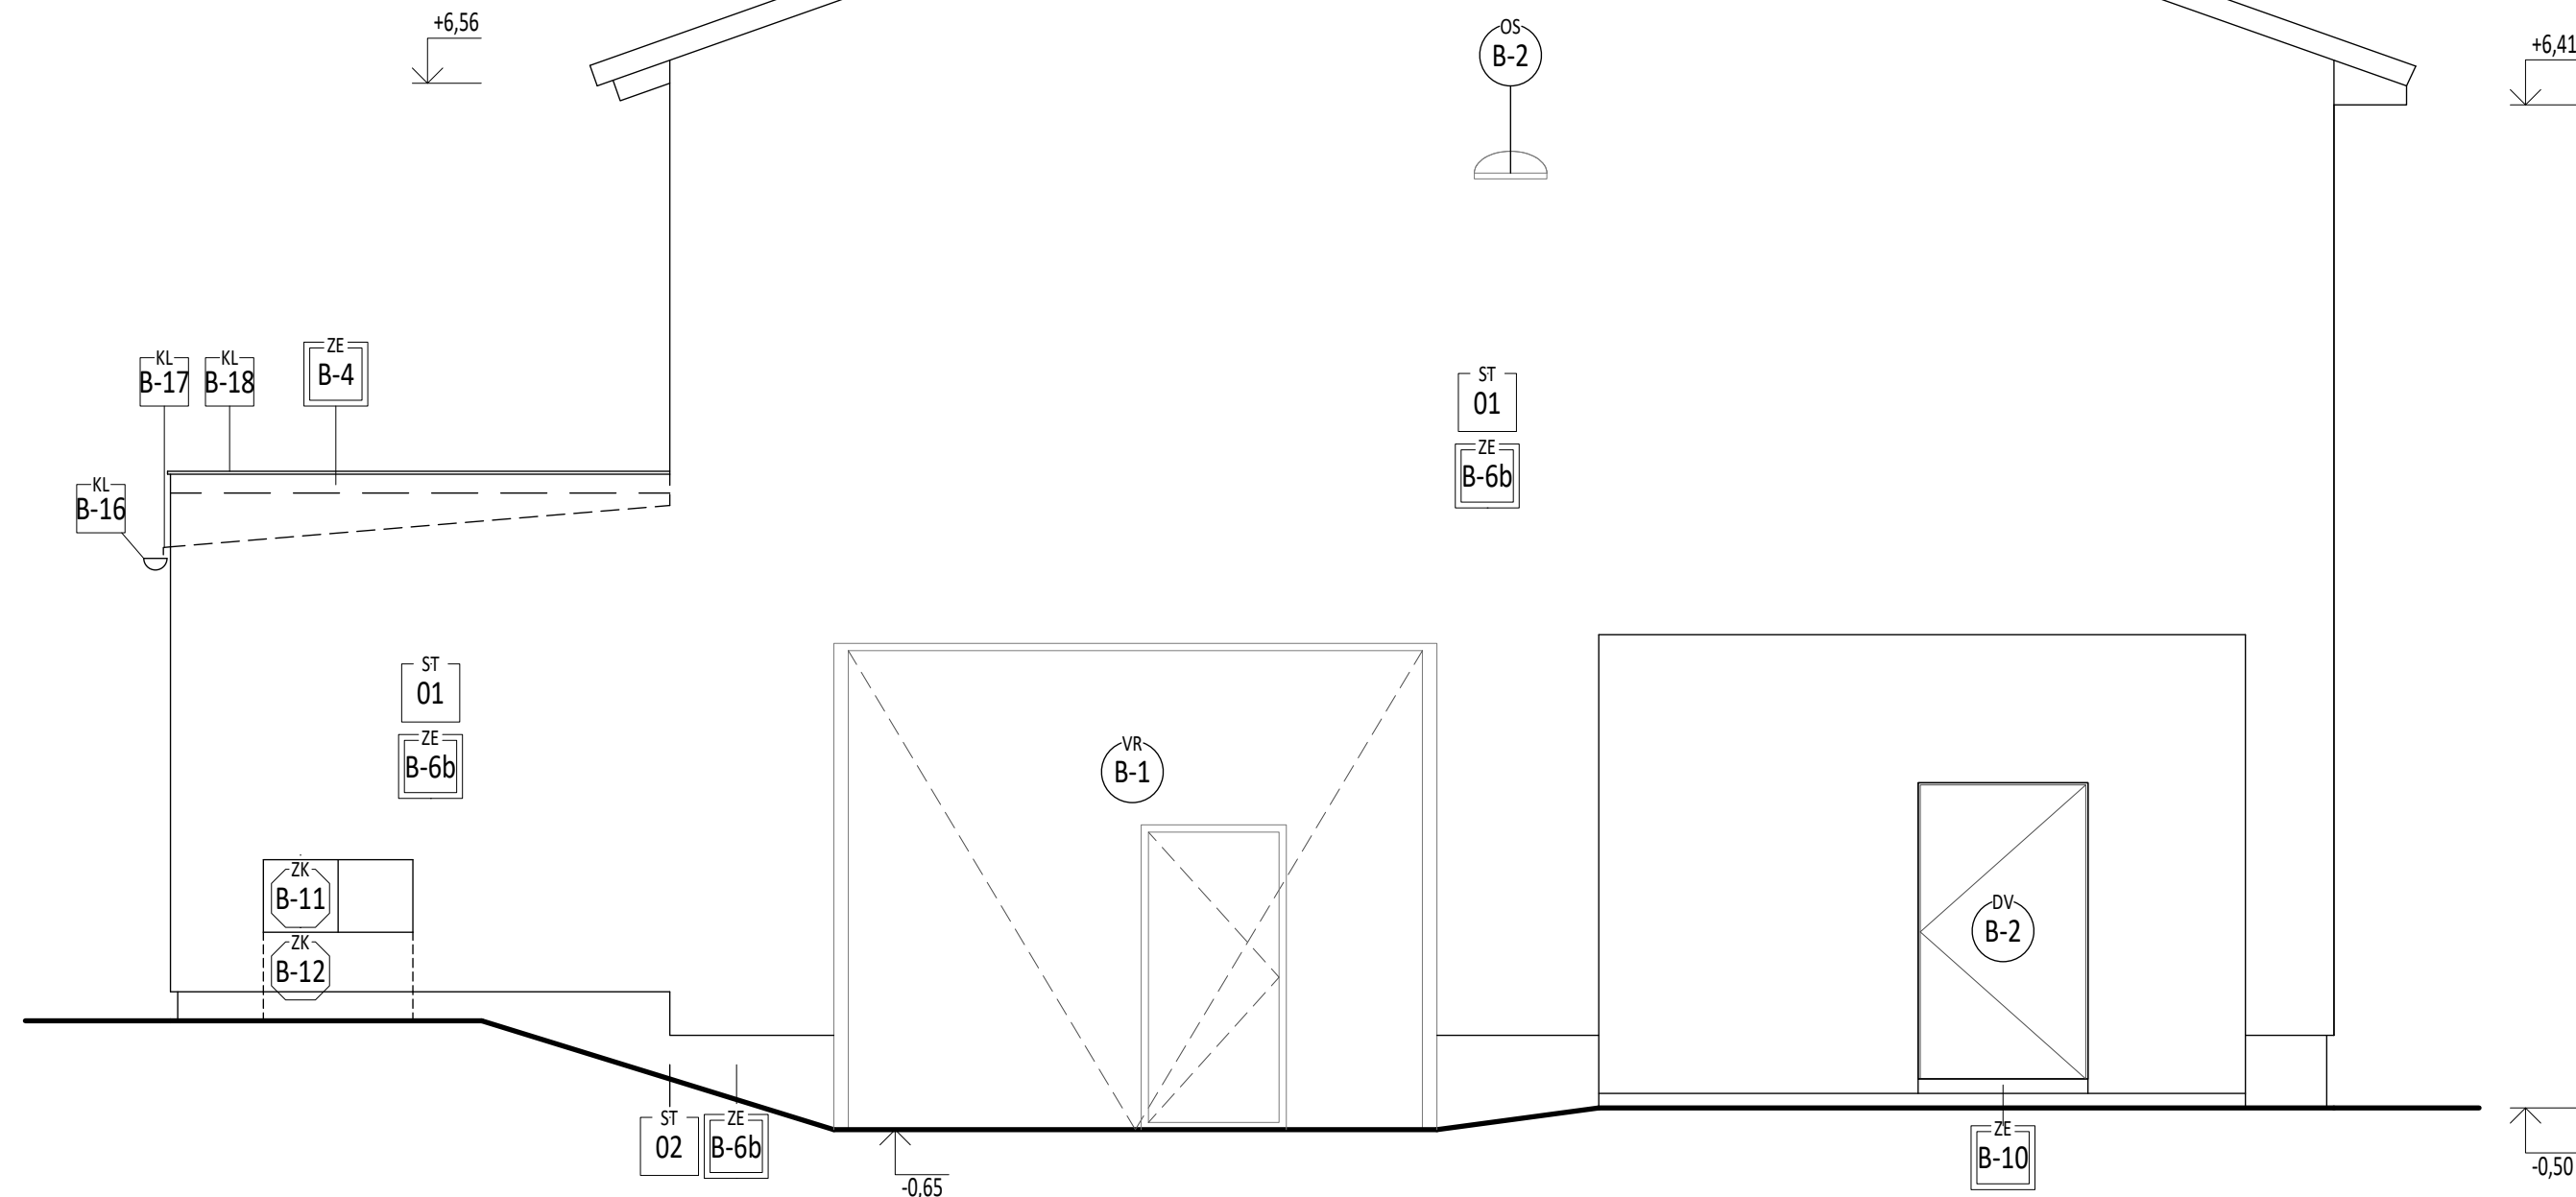 +6,56
OS
B-2
+6,41
KL
B-17
KL
B-18
ZE
B-4
ST
01
ZE
B-6b
KL
B-16
ST
01
ZE
B-6b
VR
B-1
ZK
B-11
ZK
B-12
DV
B-2
ST
02
ZE
B-6b
-0,65
ZE
B-10
-0,50